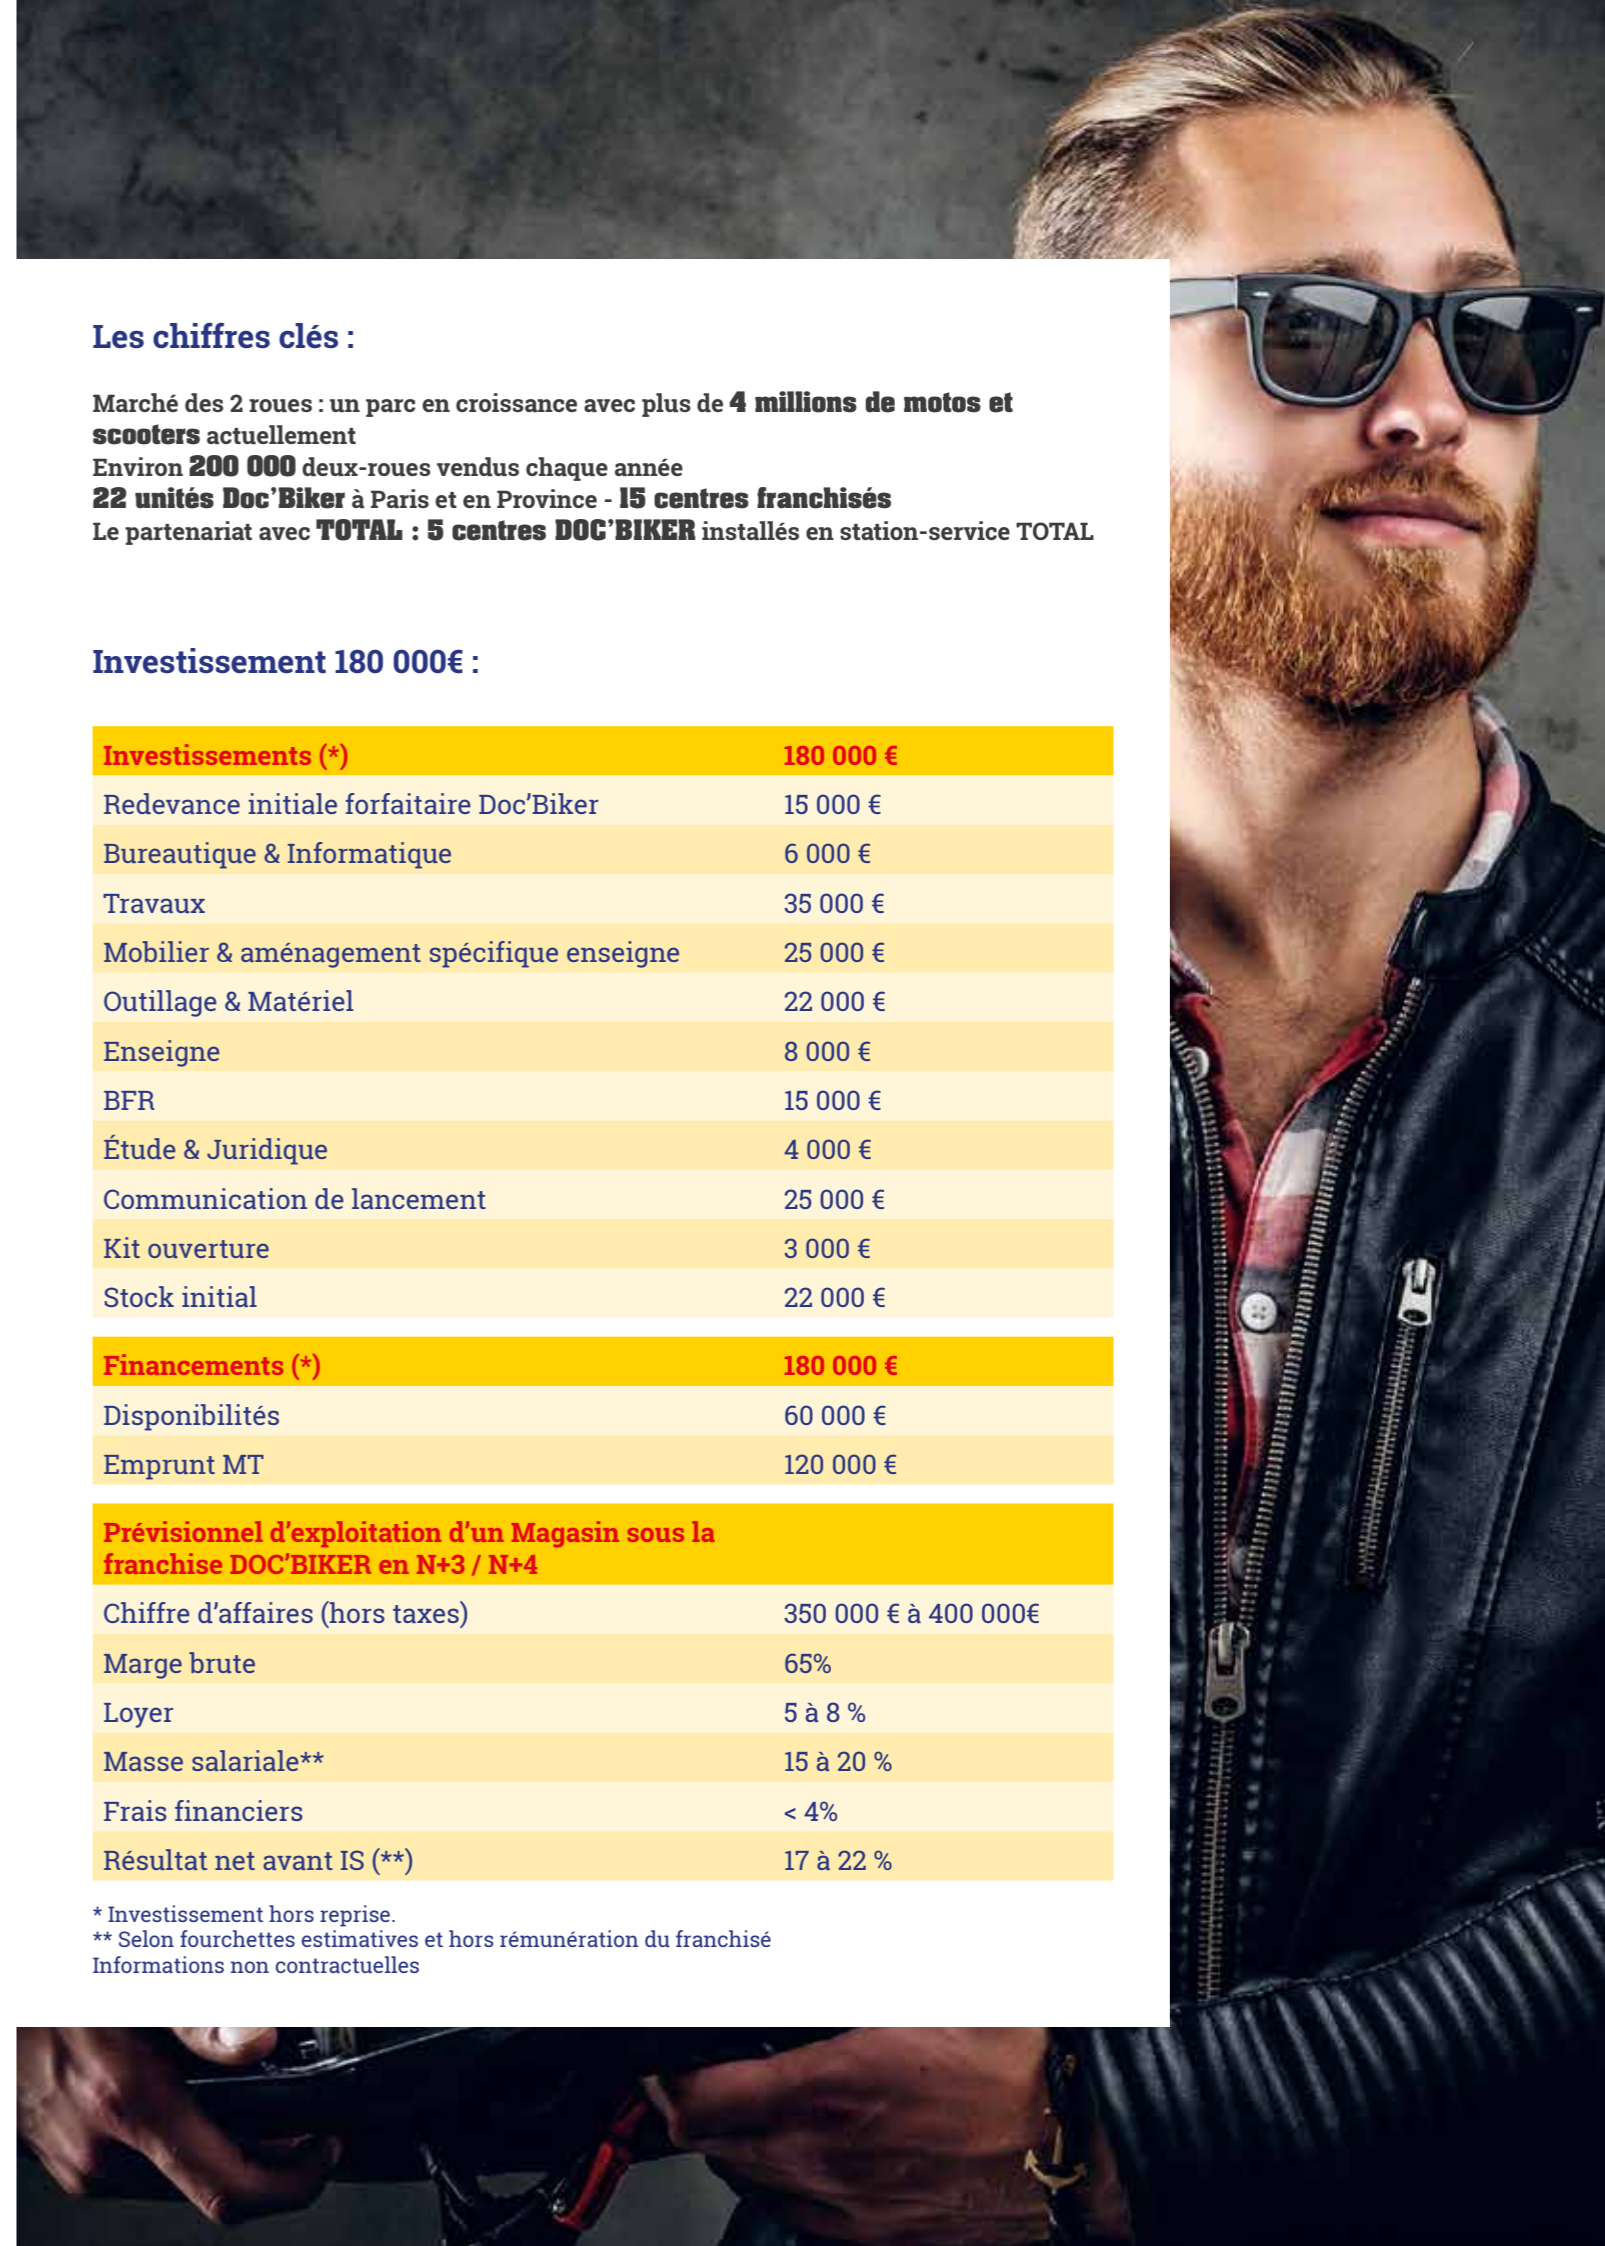 Les chiffres clés :
Marché des 2 roues : un parc en croissance avec plus de 4 millions de motos et
scooters actuellement
Environ 200 000 deux-roues vendus chaque année
22 unités Doc’Biker à Paris et en Province - 15 centres franchisés
Le partenariat avec TOTAL : 5 centres DOC’BIKER installés en station-service TOTAL
Investissement 180 000€ :
Investissements (*) 180 000 €
Redevance initiale forfaitaire Doc’Biker 15 000 €
Bureautique & Informatique 6 000 €
Travaux 35 000 €
Mobilier & aménagement spécifique enseigne 25 000 €
Outillage & Matériel 22 000 €
Enseigne 8 000 €
BFR 15 000 €
Étude & Juridique 4 000 €
Communication de lancement 25 000 €
Kit ouverture 3 000 €
Stock initial 22 000 €
Financements (*) 180 000 €
Disponibilités 60 000 €
Emprunt MT 120 000 €
Prévisionnel d’exploitation d’un Magasin sous la
franchise DOC’BIKER en N+3 / N+4
Chiffre d’affaires (hors taxes) 350 000 € à 400 000€
Marge brute 65%
Loyer 5 à 8 %
Masse salariale** 15 à 20 %
Frais financiers < 4%
Résultat net avant IS (**) 17 à 22 %
* Investissement hors reprise.
** Selon fourchettes estimatives et hors rémunération du franchisé
Informations non contractuelles